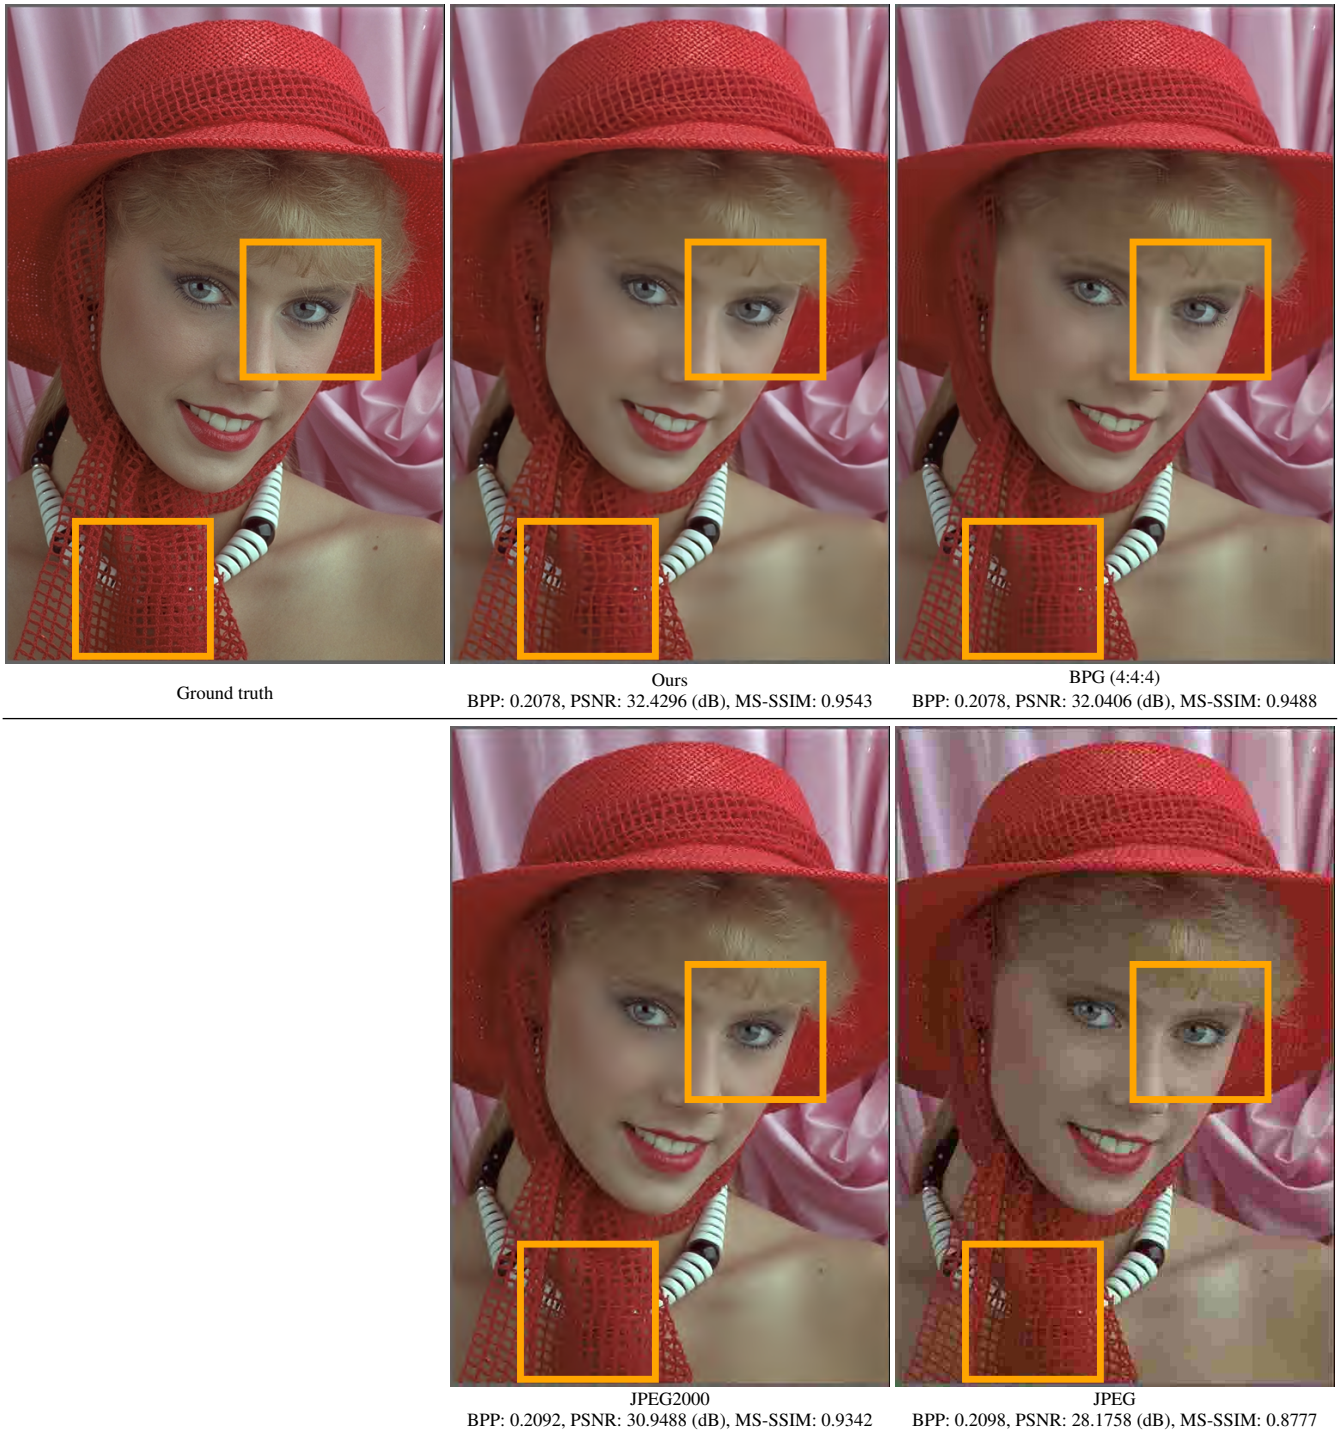 Ground truth
Ours
BPP: 0.2078, PSNR: 32.4296 (dB), MS-SSIM: 0.9543
BPG (4:4:4)
BPP: 0.2078, PSNR: 32.0406 (dB), MS-SSIM: 0.9488
JPEG2000
BPP: 0.2092, PSNR: 30.9488 (dB), MS-SSIM: 0.9342
JPEG
BPP: 0.2098, PSNR: 28.1758 (dB), MS-SSIM: 0.8777